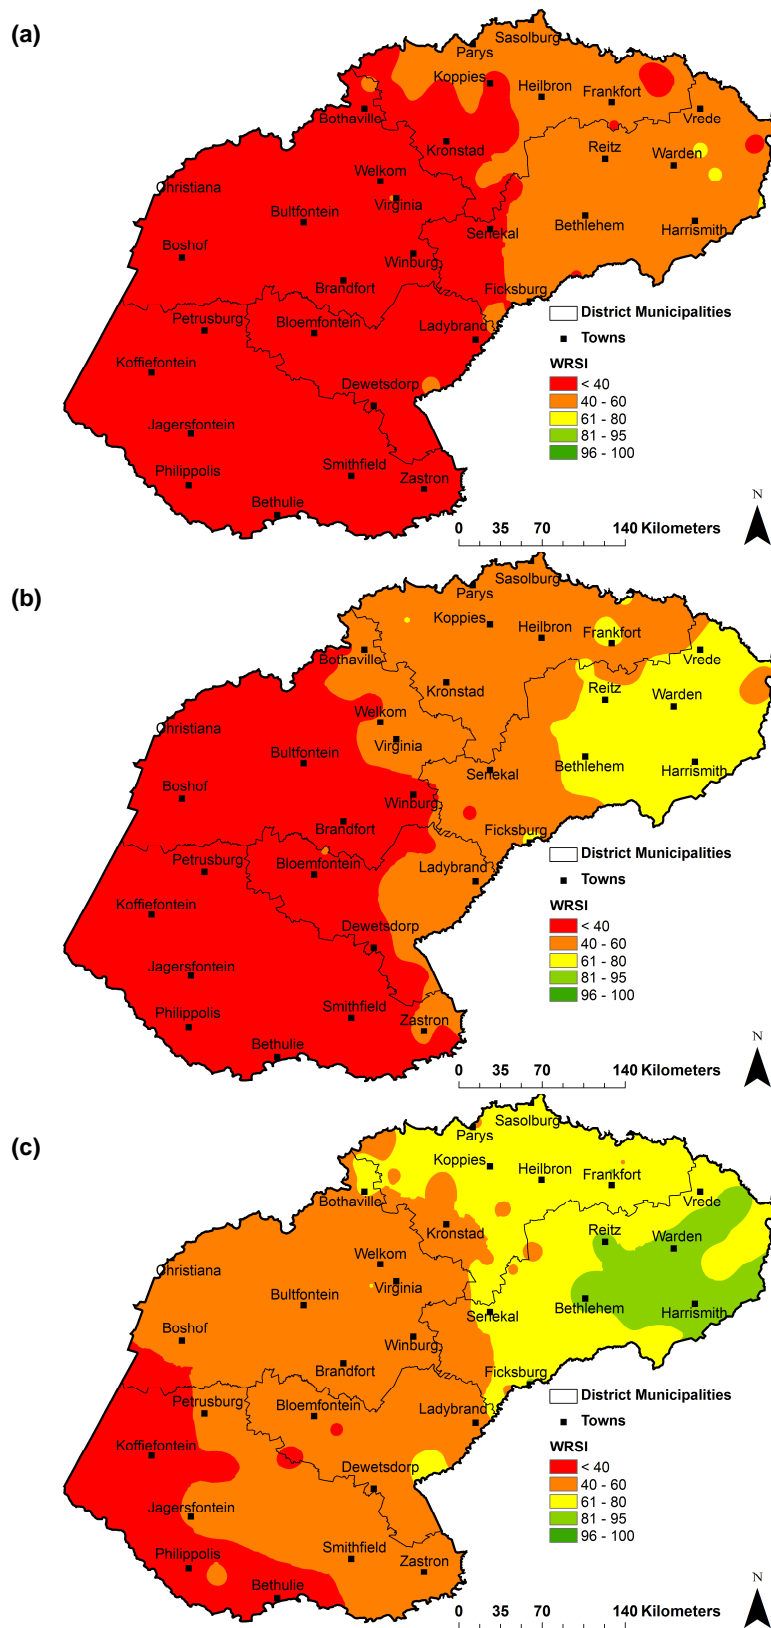 (a)
Sasolburg
Parys
Koppies
Heilbron
Frankfort
Bothaville
Vrede
Kronstad
Reitz
Warden
Welkom
Christiana
Virginia
Bultfontein
Senekal
Bethlehem
Harrismith
Boshof
Winburg
Brandfort
Ficksburg
Petrusburg
Bloemfontein
Ladybrand
Koffiefontein
Dewetsdorp
Jagersfontein
Philippolis
Smithfield
Zastron
Bethulie
District Municipalities
Towns
WRSI
< 40
40 - 60
61 - 80
81 - 95
96 - 100
N
0 35 70 140 Kilometers
(b)
Sasolburg
Parys
Koppies
Heilbron
Frankfort
Bothaville
Vrede
Kronstad
Reitz
Warden
Welkom
Christiana
Virginia
Bultfontein
Senekal
Bethlehem
Harrismith
Boshof
Winburg
Brandfort
Ficksburg
Petrusburg
Bloemfontein
Ladybrand
Koffiefontein
Dewetsdorp
Jagersfontein
Philippolis
Smithfield
Zastron
Bethulie
District Municipalities
Towns
WRSI
< 40
40 - 60
61 - 80
81 - 95
96 - 100
N
0 35 70 140 Kilometers
(c)
Sasolburg
Parys
Koppies
Heilbron
Frankfort
Bothaville
Vrede
Kronstad
Reitz
Warden
Welkom
Christiana
Virginia
Bultfontein
Senekal
Bethlehem
Harrismith
Boshof
Winburg
Brandfort
Ficksburg
Petrusburg
Bloemfontein
Ladybrand
Koffiefontein
Dewetsdorp
Jagersfontein
Philippolis
Smithfield
Zastron
Bethulie
District Municipalities
Towns
WRSI
< 40
40 - 60
61 - 80
81 - 95
96 - 100
N
0 35 70 140 Kilometers